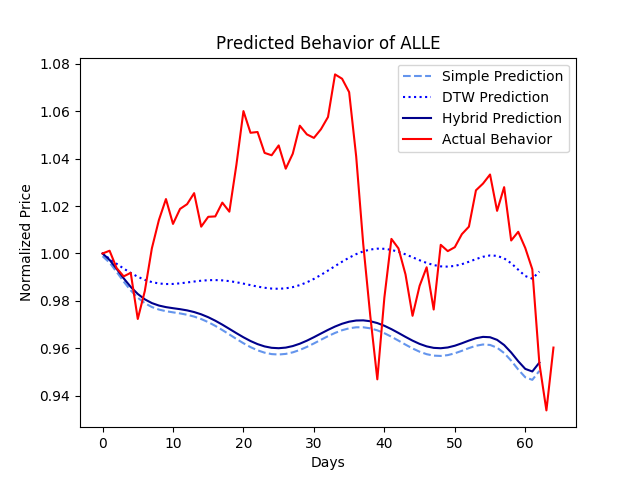 Predicted Behavior of ALLE
Simple Prediction
DTW Prediction
Hybrid Prediction
Actual Behavior
Normalized Price
1.08
1.06
1.04
1.02
1.00
0.98
0.96
0.94
0 10 20 30 40 50 60
Days